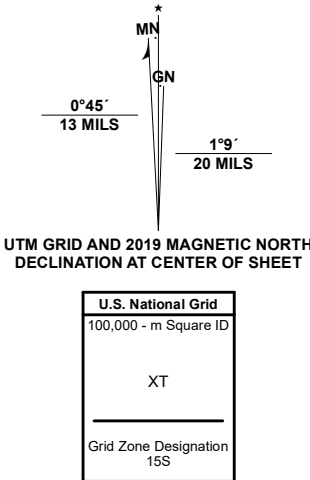 ★
MN
GN
0°45´
13 MILS
1°9´
20 MILS
UTM GRID AND 2019 MAGNETIC NORTH
DECLINATION AT CENTER OF SHEET
U.S. National Grid
100,000 - m Square ID
XT
Grid Zone Designation
15S